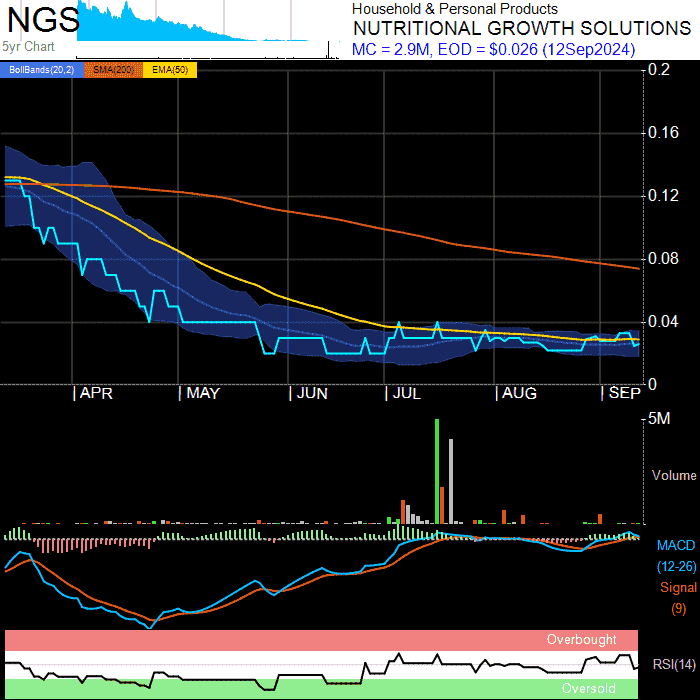 NGS
5yr Chart
Household & Personal Products
NUTRITIONAL GROWTH SOLUTIONS
MC = 2.9M, EOD = $0.026 (12Sep2024)
BollBands(20,2) SMA(200) EMA(50)
0.2
0.16
0.12
0.08
0.04
0
APR MAY JUN JUL AUG SEP
5M
Volume
MACD
(12-26)
Signal
(9)
Overbought
RSI(14)
Oversold